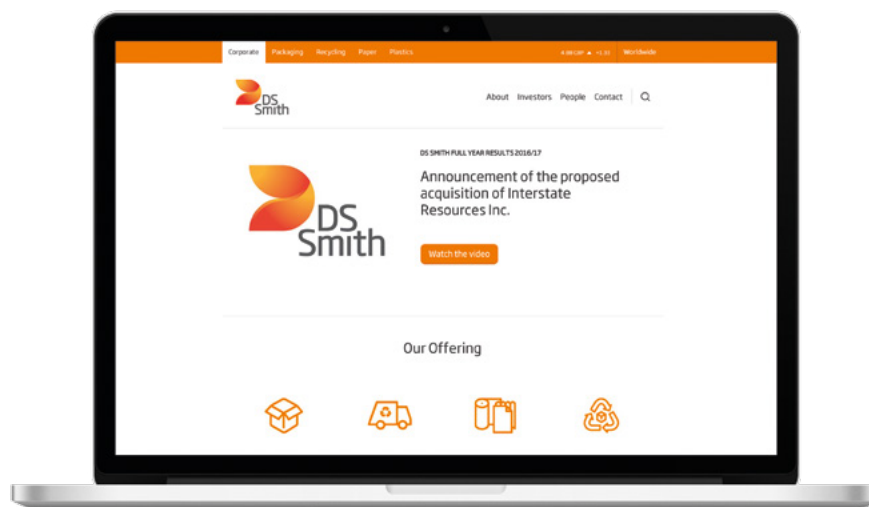 Corporate Packaging Recycling Paper Plastics Worldwide
DS
Smith
About Investors People Contact
DS SMITH FULL YEAR RESULTS 2016/17
Announcement of the proposed
acquisition of Interstate
Resources Inc.
DS
Smith
Watch the video
Our Offering